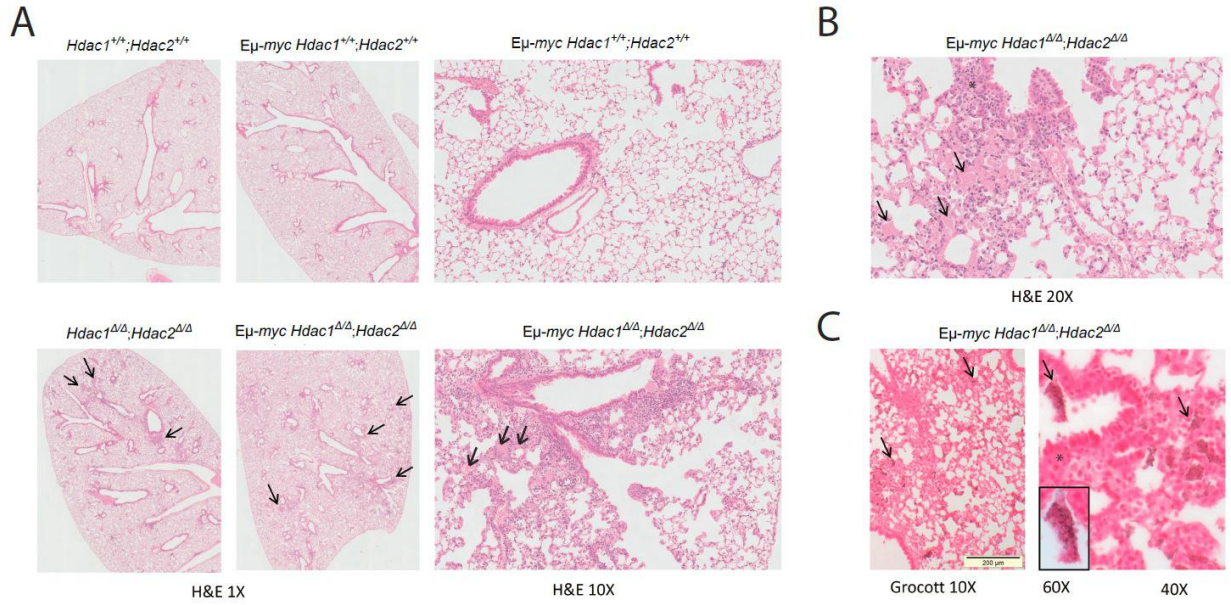 A
Hdac1+/+;Hdac2+/+
Eμ-myc Hdac1+/+;Hdac2+/+
Eμ-myc Hdac1+/+;Hdac2+/+
Hdac1Δ/Δ;Hdac2Δ/Δ
Eμ-myc Hdac1Δ/Δ;Hdac2Δ/Δ
Eμ-myc Hdac1Δ/Δ;Hdac2Δ/Δ
H&E 1X
H&E 10X
B
Eμ-myc Hdac1Δ/Δ;Hdac2Δ/Δ
*
H&E 20X
C
Eμ-myc Hdac1Δ/Δ;Hdac2Δ/Δ
*
200 μm
Grocott 10X
60X
40X